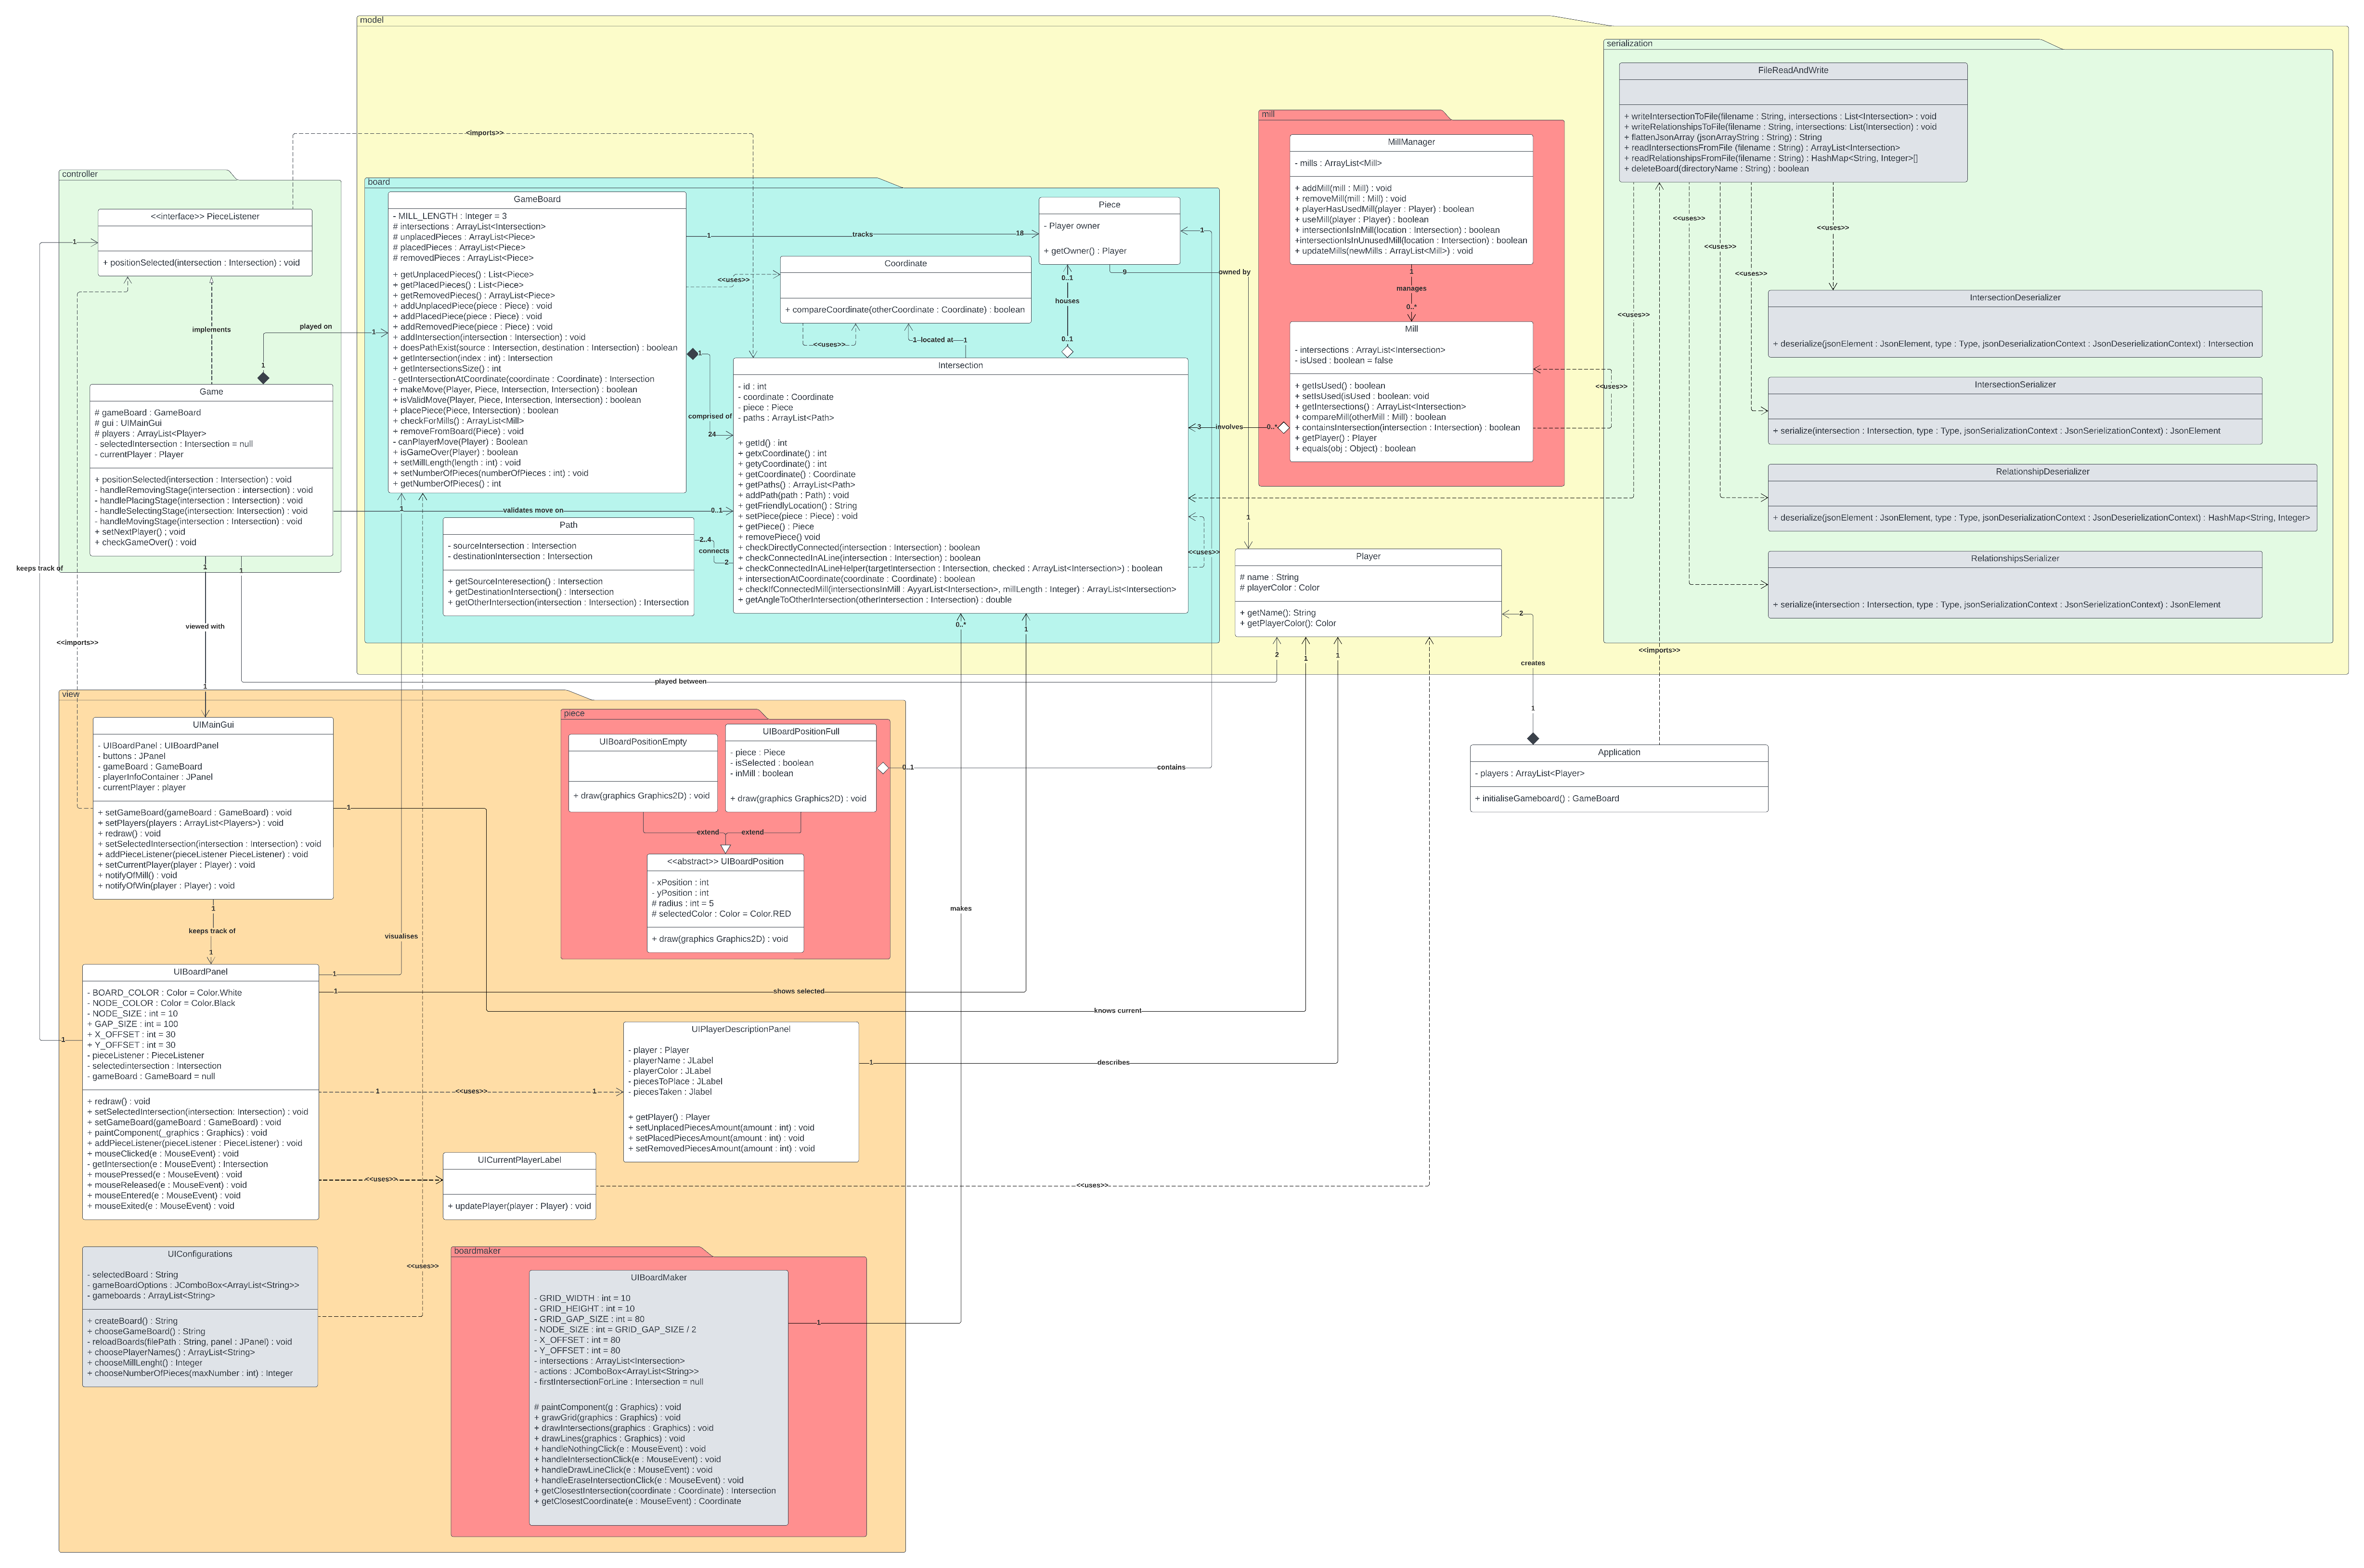 model
serialization
FileReadAndWrite
+ writeIntersectionToFile(filename : String, intersections : List<Intersection) : void
+ writeRelationshipsToFile(filename : String, intersections: List(Intersection) : void
+ flattenJsonArray (jsonArrayString : String) : String
+ readIntersectionsFromFile (filename : String) : ArrayList<Intersection>
+ readRelationshipsFromFile(filename : String) : HashMap<String, Integer>[]
+ deleteBoard(directoryName : String) : boolean
<<uses>>
<<uses>>
<<uses>>
<<uses>>
<<uses>>
IntersectionDeserializer
+ deserialize(jsonElement : JsonElement, type : Type, jsonDeserializationContext : JsonDeserielizationContext) : Intersection
IntersectionSerializer
+ serialize(intersection : Intersection, type : Type, jsonSerializationContext : JsonSerielizationContext) : JsonElement
RelationshipDeserializer
+ deserialize(jsonElement : JsonElement, type : Type, jsonDeserializationContext : JsonDeserielizationContext) : HashMap<String, Integer>
RelationshipsSerializer
+ serialize(intersection : Intersection, type : Type, jsonSerializationContext : JsonSerielizationContext) : JsonElement
<<imports>>
mill
MillManager
- mills : ArrayList<Mill>
+ addMill(mill : Mill) : void
+ removeMill(mill : Mill) : void
+ playerHasUsedMill(player : Player) : boolean
+ useMill(player : Player) : boolean
+ intersectionIsInMill(location : Intersection) : boolean
+intersectionIsInUnusedMill(location : Intersection) : boolean
+ updateMills(newMills : ArrayList<Mill>) : void
1
manages
0..*
Mill
- intersections : ArrayList<Intersection>
- isUsed : boolean = false
+ getIsUsed() : boolean
+ setIsUsed(isUsed : boolean: void
+ getIntersections() : ArrayList<Intersection>
+ compareMill(otherMill : Mill) : boolean
+ containsIntersection(intersection : Intersection) : boolean
+ getPlayer() : Player
+ equals(obj : Object) : boolean
<<uses>>
3
involves
0..*
controller
<<interface>> PieceListener
+ positionSelected(intersection : Intersection) : void
<imports>>
1
implements
played on
1
1
Game
# gameBoard : GameBoard
# gui : UIMainGui
# players : ArrayList<Player>
- selectedIntersection : Intersection = null
- currentPlayer : Player
+ positionSelected(intersection : Intersection) : void
- handleRemovingStage(intersection : intersection) : void
- handlePlacingStage(intersection : Intersection) : void
- handleSelectingStage(intersection: Intersection) : void
- handleMovingStage(intersection : Intersection) : void
+ setNextPlayer() ; void
+ checkGameOver() : void
keeps track of
1
1
validates move on
0..1
viewed with
1
<<imports>>
played between
2
board
GameBoard
- MILL_LENGTH : Integer = 3
# intersections : ArrayList<Intersection>
# unplacedPieces : ArrayList<Piece>
# placedPieces : ArrayList<Piece>
# removedPieces : ArrayList<Piece>
+ getUnplacedPieces() : List<Piece>
+ getPlacedPieces() : List<Piece>
+ getRemovedPieces() : ArrayList<Piece>
+ addUnplacedPiece(piece : Piece) : void
+ addPlacedPiece(piece : Piece) : void
+ addRemovedPiece(piece : Piece) : void
+ addIntersection(intersection : Intersection) : void
+ doesPathExist(source : Intersection, destination : Intersection) : boolean
+ getIntersection(index : int) : Intersection
+ getIntersectionsSize() : int
- getIntersectionAtCoordinate(coordinate : Coordinate) : Intersection
+ makeMove(Player, Piece, Intersection, Intersection) : boolean
+ isValidMove(Player, Piece, Intersection, Intersection) : boolean
+ placePiece(Piece, Intersection) : boolean
+ checkForMills() : ArrayList<Mill>
+ removeFromBoard(Piece) : void
- canPlayerMove(Player) : Boolean
+ isGameOver(Player) : boolean
+ setMillLength(length : int) : void
+ setNumberOfPieces(numberOfPieces : int) : void
+ getNumberOfPieces() : int
1
tracks
18
<<uses>>
1
comprised of
24
1
Piece
- Player owner
+ getOwner() : Player
1
9
owned by
1
0..1
houses
0..1
Coordinate
+ compareCoordinate(otherCoordinate : Coordinate) : boolean
<<uses>>
1
located at
1
Intersection
- id : int
- coordinate : Coordinate
- piece : Piece
- paths : ArrayList<Path>
+ getId() : int
+ getxCoordinate() : int
+ getyCoordinate() : int
+ getCoordinate() : Coordinate
+ getPaths() : ArrayList<Path>
+ addPath(path : Path) : void
+ getFriendlyLocation() : String
+ setPiece(piece : Piece) : void
+ getPiece() : Piece
+ removePiece() void
+ checkDirectlyConnected(intersection : Intersection) : boolean
+ checkConnectedInALine(intersection : Intersection) : boolean
+ checkConnectedInALineHelper(targetIntersection : Intersection, checked : ArrayList<Intersection>) : boolean
+ intersectionAtCoordinate(coordinate : Coordinate) : boolean
+ checkIfConnectedMill(intersectionsInMill : AyyarList<Intersection>, millLength : Integer) : ArrayList<Intersection>
+ getAngleToOtherIntersection(otherIntersection : Intersection) : double
<<uses>>
Path
- sourceIntersection : Intersection
- destinationIntersection : Intersection
+ getSourceInteresection() : Intersection
+ getDestinationIntersection() : Intersection
+ getOtherIntersection(intersection : Intersection) : Intersection
2..4
connects
2
0..*
1
Player
# name : String
# playerColor : Color
+ getName(): String
+ getPlayerColor(): Color
1
1
2
creates
1
Application
- players : ArrayList<Player>
+ initialiseGameboard() : GameBoard
view
UIMainGui
- UIBoardPanel : UIBoardPanel
- buttons : JPanel
- gameBoard : GameBoard
- playerInfoContainer : JPanel
- currentPlayer : player
+ setGameBoard(gameBoard : GameBoard) : void
+ setPlayers(players : ArrayList<Players>) : void
+ redraw() : void
+ setSelectedIntersection(intersection : Intersection) : void
+ addPieceListener(pieceListener PieceListener) : void
+ setCurrentPlayer(player : Player) : void
+ notifyOfMill() : void
+ notifyOfWin(player : Player) : void
1
1
keeps track of
1
piece
UIBoardPositionEmpty
+ draw(graphics Graphics2D) : void
UIBoardPositionFull
- piece : Piece
- isSelected : boolean
- inMill : boolean
+ draw(graphics Graphics2D) : void
0..1
contains
extend
extend
<<abstract>> UIBoardPosition
- xPosition : int
- yPosition : int
# radius : int = 5
# selectedColor : Color = Color.RED
+ draw(graphics Graphics2D) : void
makes
visualises
UIBoardPanel
- BOARD_COLOR : Color = Color.White
- NODE_COLOR : Color = Color.Black
- NODE_SIZE : int = 10
+ GAP_SIZE : int = 100
+ X_OFFSET : int = 30
+ Y_OFFSET : int = 30
- pieceListener : PieceListener
- selectedintersection : Intersection
- gameBoard : GameBoard = null
+ redraw() : void
+ setSelectedIntersection(intersection: Intersection) : void
+ setGameBoard(gameBoard : GameBoard) : void
+ paintComponent(_graphics : Graphics) : void
+ addPieceListener(pieceListener : PieceListener) : void
+ mouseClicked(e : MouseEvent) : void
- getIntersection(e : MouseEvent) : Intersection
+ mousePressed(e : MouseEvent) : void
+ mouseReleased(e : MouseEvent) : void
+ mouseEntered(e : MouseEvent) : void
+ mouseExited(e : MouseEvent) : void
1
1
1
shows selected
knows current
1
<<uses>>
1
UIPlayerDescriptionPanel
- player : Player
- playerName : JLabel
- playerColor : JLabel
- piecesToPlace : JLabel
- piecesTaken : Jlabel
+ getPlayer() : Player
+ setUnplacedPiecesAmount(amount : int) : void
+ setPlacedPiecesAmount(amount : int) : void
+ setRemovedPiecesAmount(amount : int) : void
1
describes
<<uses>>
UICurrentPlayerLabel
+ updatePlayer(player : Player) : void
<<uses>>
UIConfigurations
- selectedBoard : String
- gameBoardOptions : JComboBox<ArrayList<String>>
- gameboards : ArrayList<String>
+ createBoard() : String
+ chooseGameBoard() : String
- reloadBoards(filePath : String, panel : JPanel) : void
+ choosePlayerNames() : ArrayList<String>
+ chooseMillLenght() : Integer
+ chooseNumberOfPieces(maxNumber : int) : Integer
<<uses>>
boardmaker
UIBoardMaker
- GRID_WIDTH : int = 10
- GRID_HEIGHT : int = 10
- GRID_GAP_SIZE : int = 80
- NODE_SIZE : int = GRID_GAP_SIZE / 2
- X_OFFSET : int = 80
- Y_OFFSET : int = 80
- intersections : ArrayList<Intersection>
- actions : JComboBox<ArrayList<String>>
- firstIntersectionForLine : Intersection = null
# paintComponent(g : Graphics) : void
+ grawGrid(graphics : Graphics) : void
+ drawIntersections(graphics : Graphics) : void
+ drawLines(graphics : Graphics) : void
+ handleNothingClick(e : MouseEvent) : void
+ handleIntersectionClick(e : MouseEvent) : void
+ handleDrawLineClick(e : MouseEvent) : void
+ handleEraseIntersectionClick(e : MouseEvent) : void
+ getClosestIntersection(coordinate : Coordinate) : Intersection
+ getClosestCoordinate(e : MouseEvent) : Coordinate
1